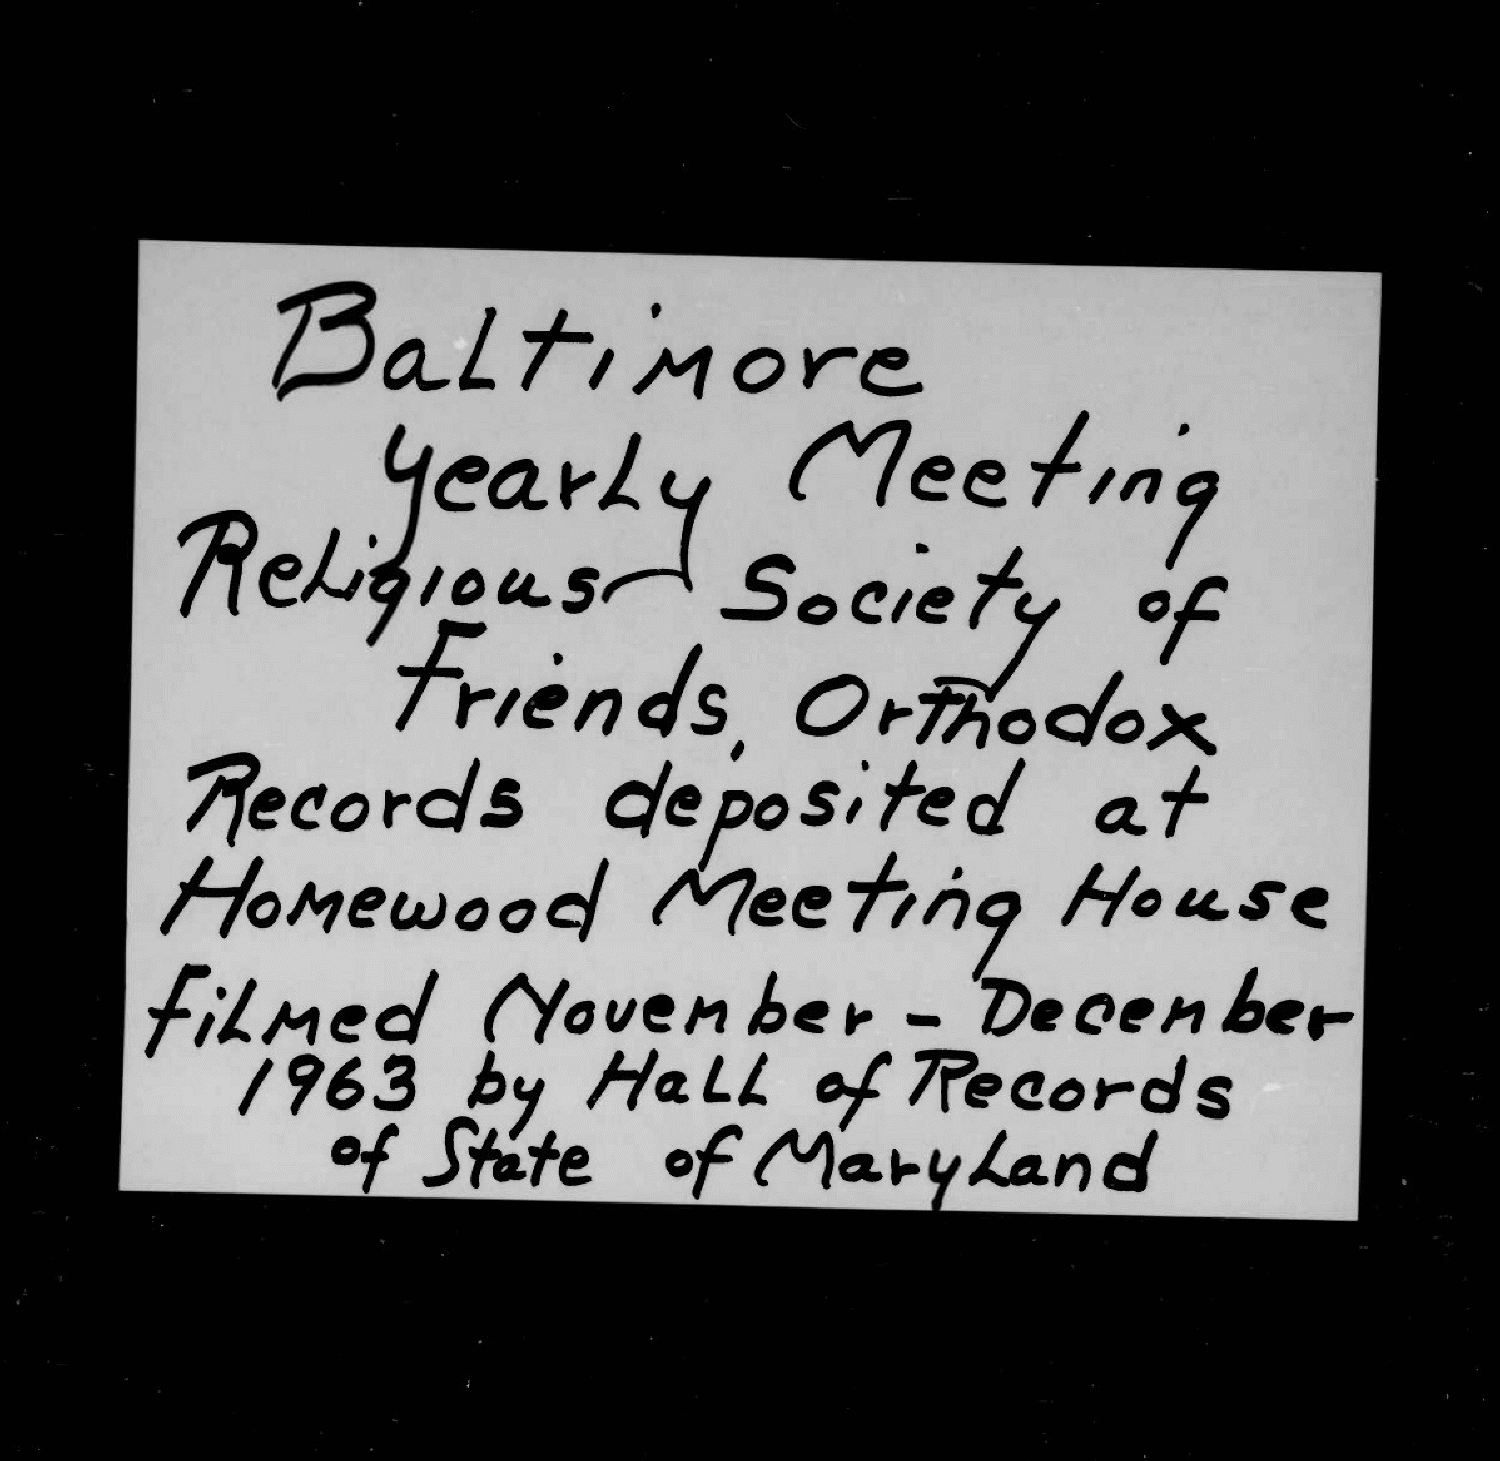 Baltimore
Yearly Meeting
Religious Society of
Friends, Orthodox
Records deposited at
Homewood Meeting House
filmed November - December
1963 by Hall of Records
of State of Maryland